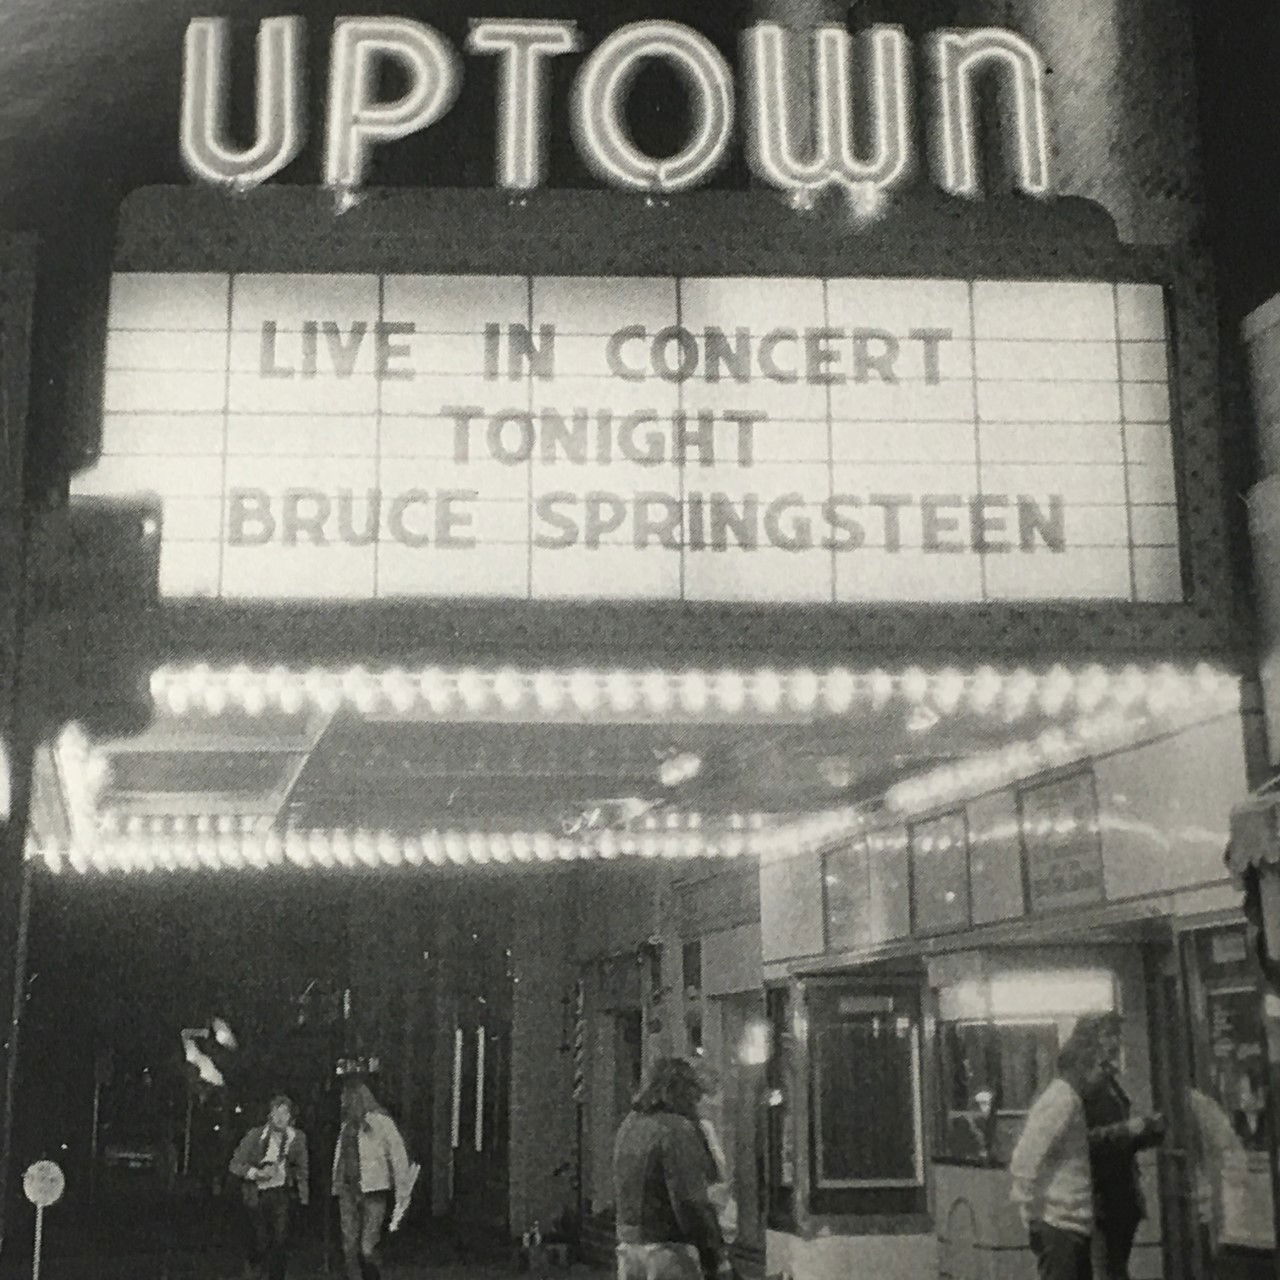 UPTOWN
LIVE IN CONCERT
TONIGHT
BRUCE SPRINGSTEEN